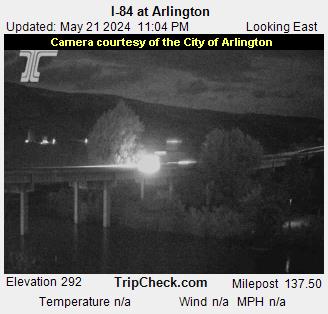 I-84 at Arlington
Updated: May 21 2024 11:04 PM Looking East
Camera courtesy of the City of Arlington
Elevation 292 TripCheck.com Milepost 137.50
Temperature n/a Wind n/a MPH n/a